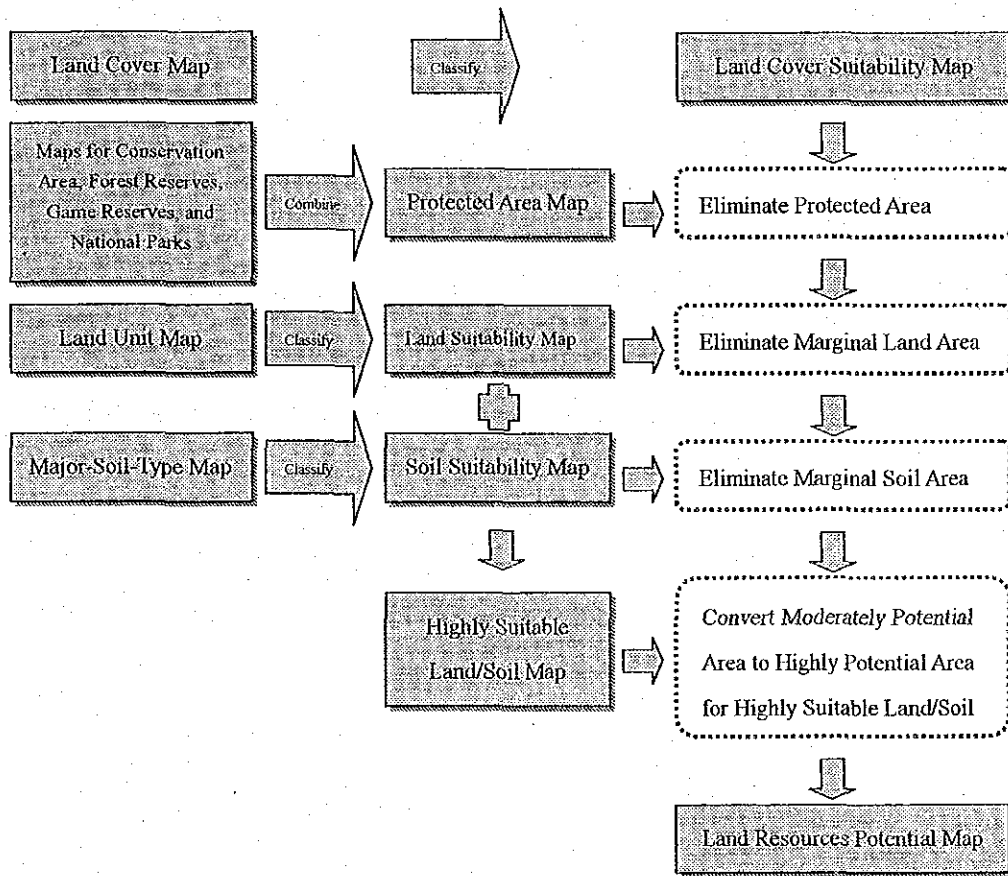 Land Cover Map
Classify
Land Cover Suitability Map
Maps for Conservation
Area, Forest Reserves,
Game Reserves, and
National Parks
Combine
Protected Area Map
Eliminate Protected Area
Land Unit Map
Classify
Land Suitability Map
Eliminate Marginal Land Area
Major-Soil-Type Map
Classify
Soil Suitability Map
Eliminate Marginal Soil Area
Highly Suitable
Land/Soil Map
Convert Moderately Potential
Area to Highly Potential Area
for Highly Suitable Land/Soil
Land Resources Potential Map